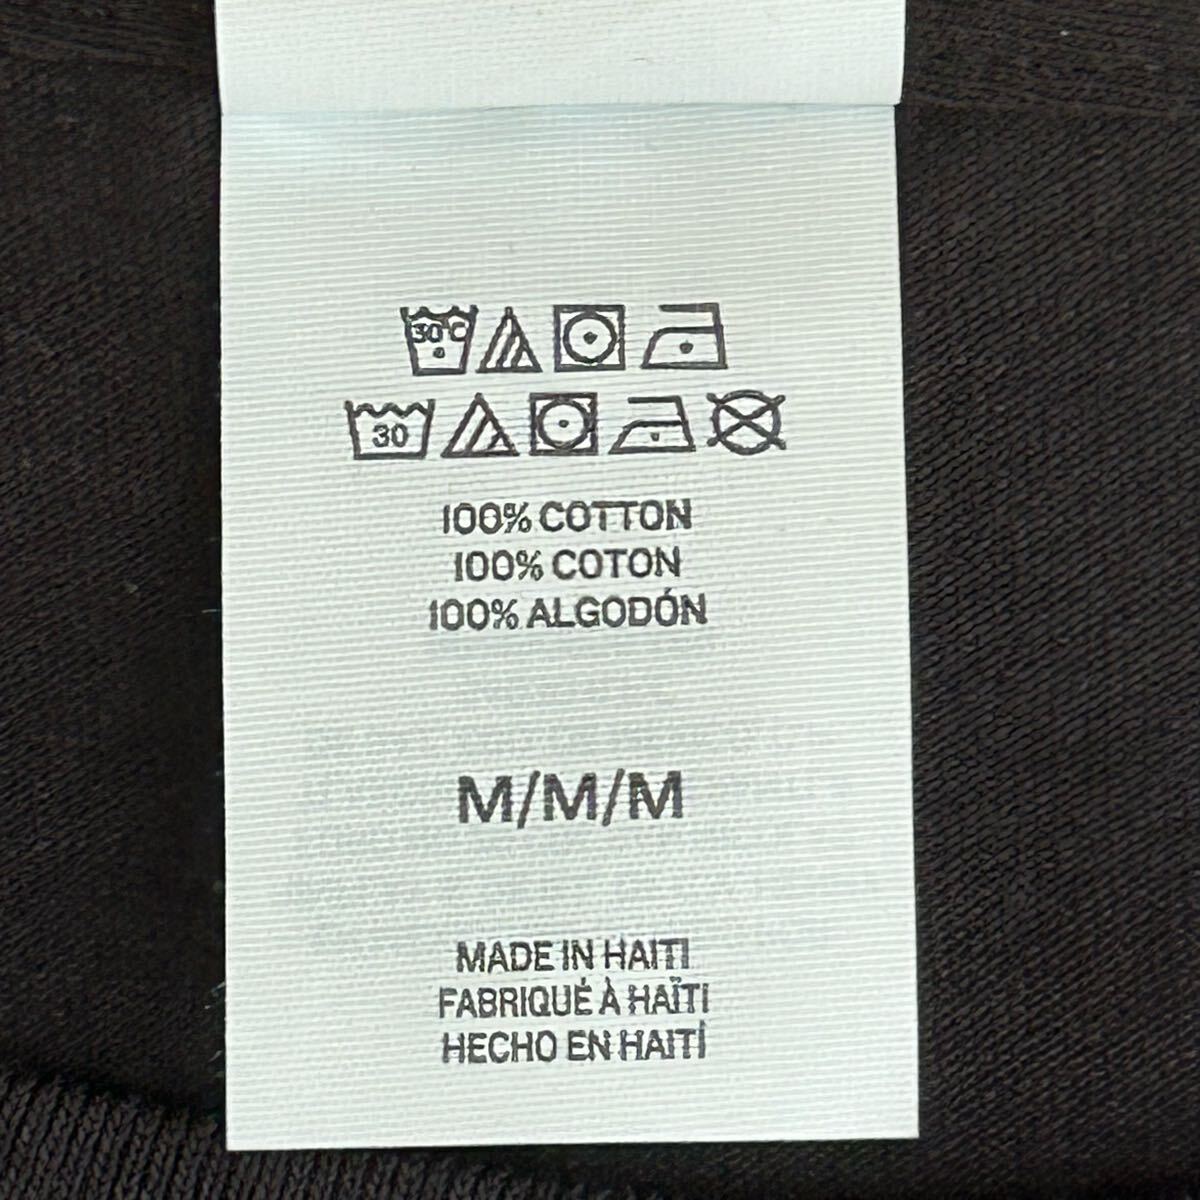 30°C
30
100% COTTON
100% COTON
100% ALGODÓN
M/M/M
MADE IN HAITI
FABRIQUÉ À HAÏTI
HECHO EN HAITÍ